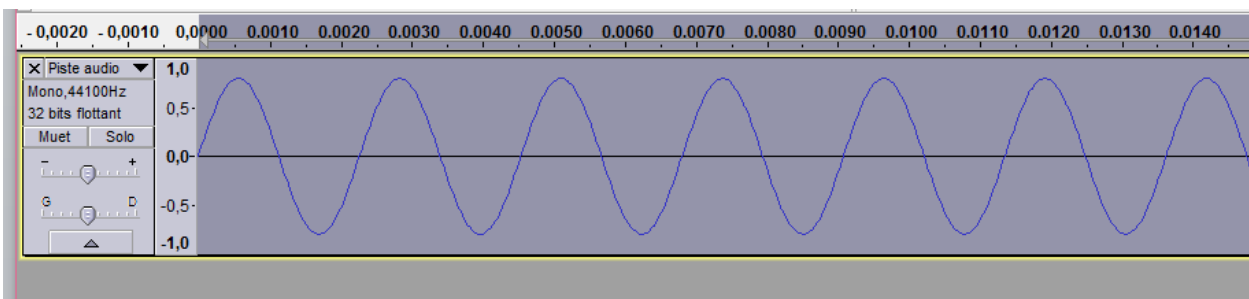 - 0,0020 - 0,0010 0,0000 0.0010 0.0020 0.0030 0.0040 0.0050 0.0060 0.0070 0.0080 0.0090 0.0100 0.0110 0.0120 0.0130 0.0140
X Piste audio 1,0
Mono,44100Hz
32 bits flottant 0,5
Muet Solo
- + 0,0
G D -0,5
-1,0